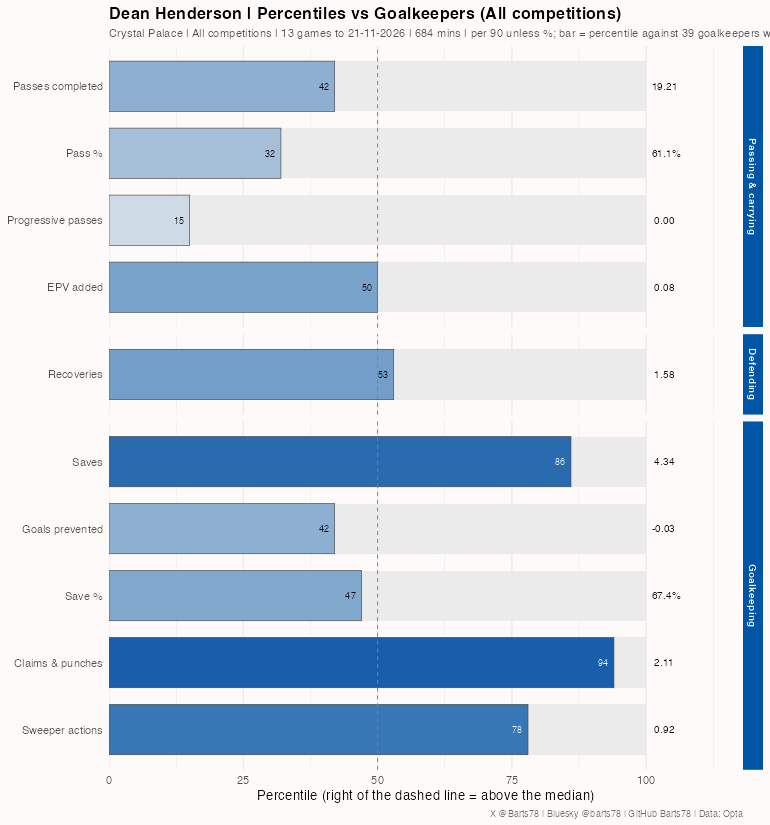 Dean Henderson | Percentiles vs Goalkeepers (All competitions)
Crystal Palace | All competitions | 13 games to 21-11-2026 | 684 mins | per 90 unless %; bar = percentile against 39 goalkeepers w
Passes completed 42 19.21
Pass % 32 61.1%
Progressive passes 15 0.00
EPV added 50 0.08
Passing & carrying
Recoveries 53 1.58
Defending
Saves 86 4.34
Goals prevented 42 -0.03
Save % 47 67.4%
Claims & punches 94 2.11
Sweeper actions 78 0.92
Goalkeeping
0 25 50 75 100
Percentile (right of the dashed line = above the median)
X @Barts78 | Bluesky @barts78 | GitHub Barts78 | Data: Opta